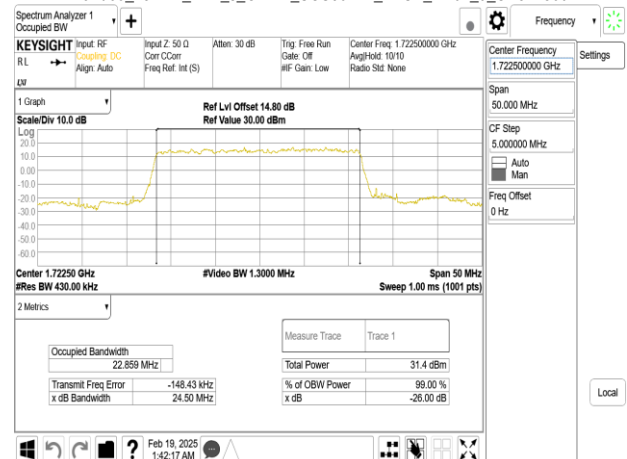 Spectrum Analyzer 1
Occupied BW
Frequency
KEYSIGHT
RL
Input: RF
Coupling: DC
Align: Auto
Input Z: 50 Ω
Corr CCorr
Freq Ref: Int (S)
Atten: 30 dB
Trig: Free Run
Gate: Off
#IF Gain: Low
Center Freq: 1.722500000 GHz
Avg|Hold: 10/10
Radio Std: None
Center Frequency
1.722500000 GHz
Settings
Span
50.000 MHz
CF Step
5.000000 MHz
Auto
Man
Freq Offset
0 Hz
Local
1 Graph
Scale/Div 10.0 dB
Ref Lvl Offset 14.80 dB
Ref Value 30.00 dBm
Log
20.0
10.0
0.00
-10.0
-20.0
-30.0
-40.0
-50.0
-60.0
Center 1.72250 GHz
#Res BW 430.00 kHz
#Video BW 1.3000 MHz
Span 50 MHz
Sweep 1.00 ms (1001 pts)
2 Metrics
Measure Trace Trace 1
Occupied Bandwidth
22.859 MHz
Total Power 31.4 dBm
Transmit Freq Error -148.43 kHz
% of OBW Power 99.00 %
x dB Bandwidth 24.50 MHz
x dB -26.00 dB
Feb 19, 2025
1:42:17 AM